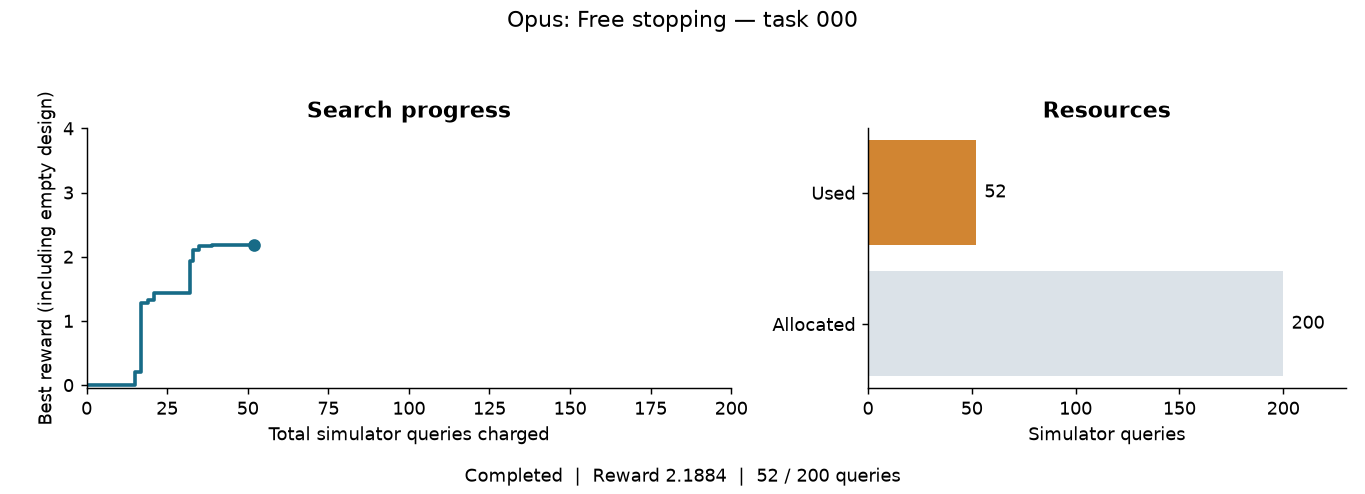 Opus: Free stopping — task 000
Search progress
Best reward (including empty design)
4
3
2
1
0
0 25 50 75 100 125 150 175 200
Total simulator queries charged
Resources
Used
52
Allocated
200
0 50 100 150 200
Simulator queries
Completed | Reward 2.1884 | 52 / 200 queries